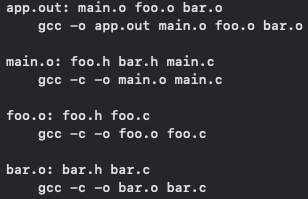 app.out: main.o foo.o bar.o
    gcc -o app.out main.o foo.o bar.o

main.o: foo.h bar.h main.c
    gcc -c -o main.o main.c

foo.o: foo.h foo.c
    gcc -c -o foo.o foo.c

bar.o: bar.h bar.c
    gcc -c -o bar.o bar.c